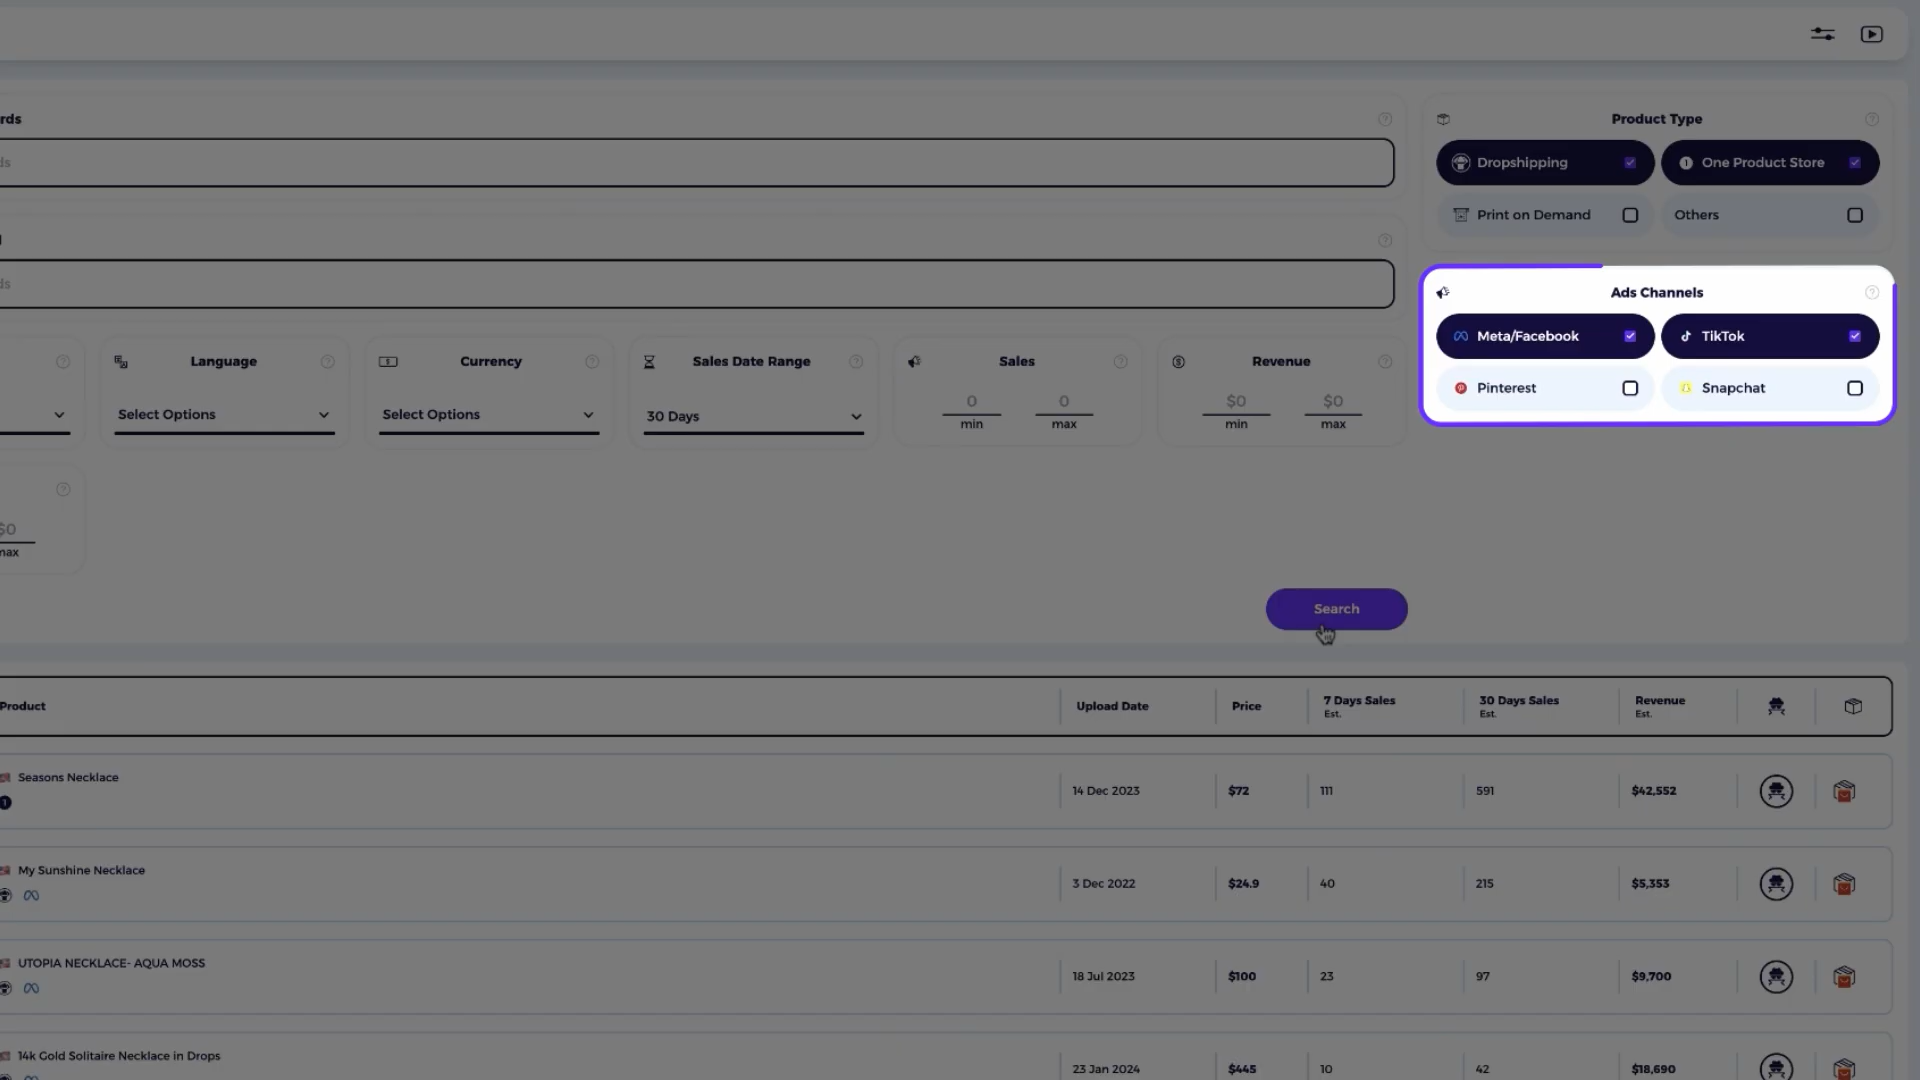 rds
Product Type
ds
Dropshipping
One Product Store
Print on Demand
Others
ds
Ads Channels
Meta/Facebook
TikTok
Pinterest
Snapchat
Language
Currency
Sales Date Range
Sales
Revenue
Select Options
Select Options
30 Days
0
min
0
max
$0
min
$0
max
$0
max
Search
Product
Upload Date
Price
7 Days Sales
Est.
30 Days Sales
Est.
Revenue
Est.
Seasons Necklace
14 Dec 2023
$72
111
591
$42,552
My Sunshine Necklace
3 Dec 2022
$24.9
40
215
$5,353
UTOPIA NECKLACE- AQUA MOSS
18 Jul 2023
$100
23
97
$9,700
14k Gold Solitaire Necklace in Drops
23 Jan 2024
$445
10
42
$18,690